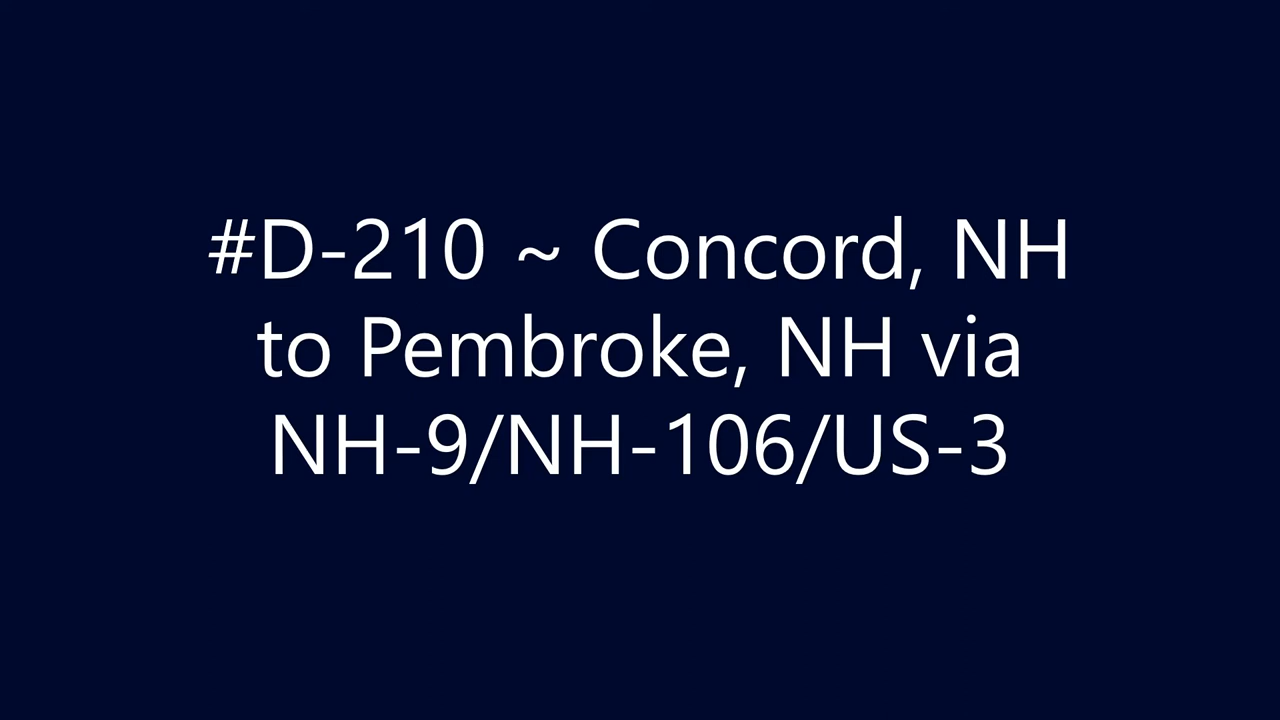 #D-210 ~ Concord, NH
to Pembroke, NH via
NH-9/NH-106/US-3